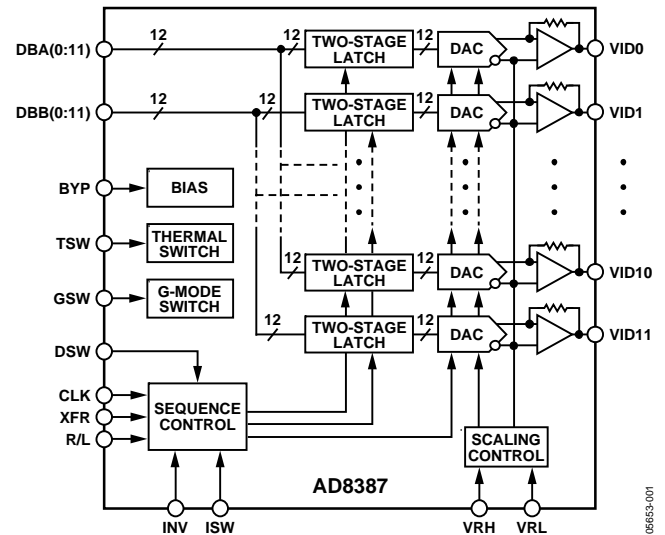 DBA(0:11) 12 12 TWO-STAGE LATCH 12 DAC VID0
DBB(0:11) 12 12 TWO-STAGE LATCH 12 DAC VID1
BYP BIAS
TSW THERMAL SWITCH
GSW G-MODE SWITCH
12 TWO-STAGE LATCH 12 DAC VID10
12 TWO-STAGE LATCH 12 DAC VID11
DSW
CLK
XFR
R/L
SEQUENCE CONTROL
SCALING CONTROL
AD8387
INV ISW VRH VRL
05653-001